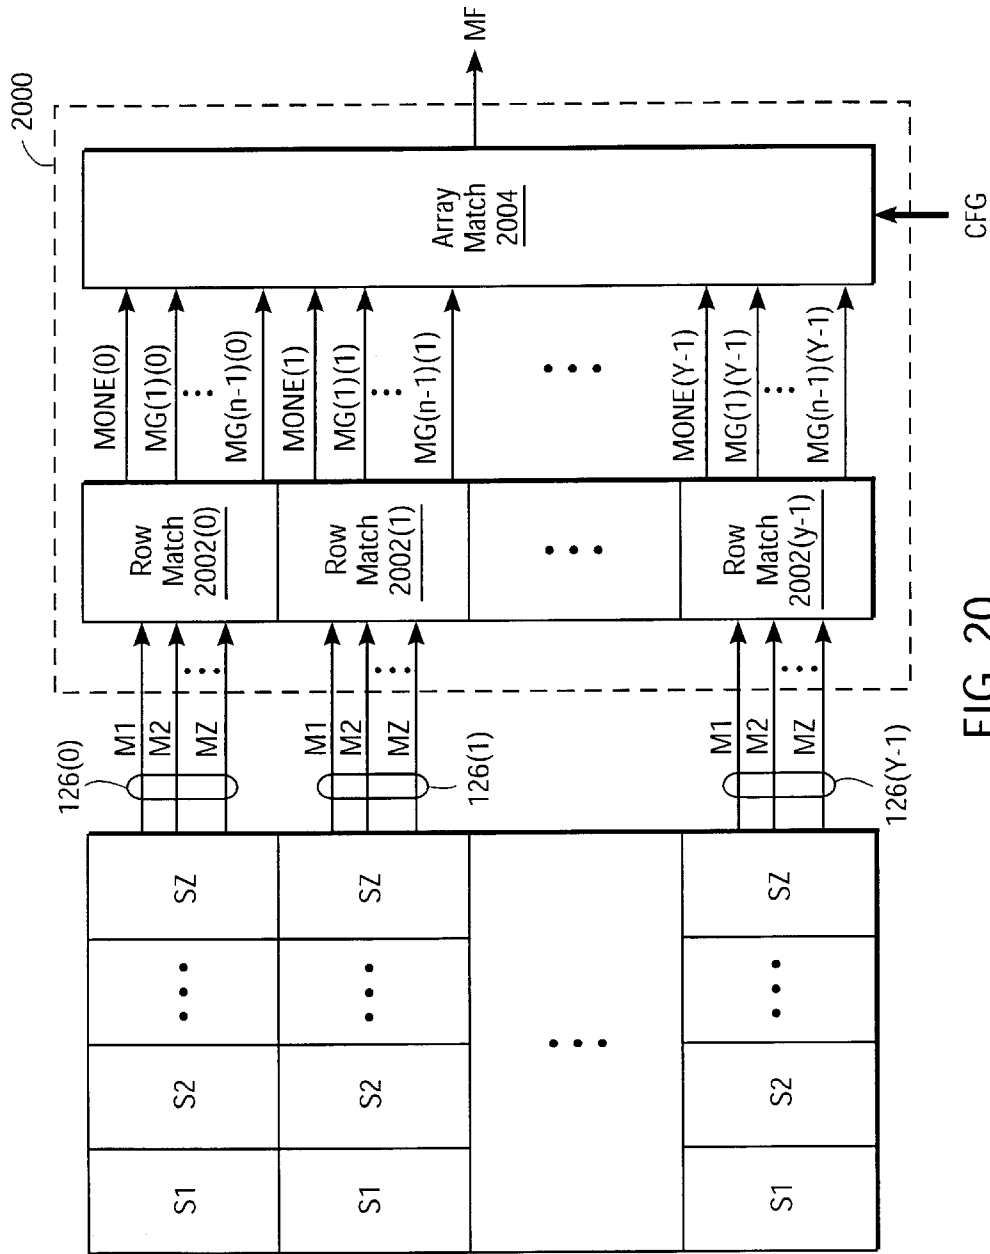 2000
MF
Array
Match
2004
CFG
MONE(0)
MG(1)(0)
• • •
MG(n-1)(0)
MONE(1)
MG(1)(1)
• • •
MG(n-1)(1)
• • •
MONE(Y-1)
MG(1)(Y-1)
• • •
MG(n-1)(Y-1)
Row
Match
2002(0)
Row
Match
2002(1)
• • •
Row
Match
2002(y-1)
126(0)
M1
M2
• • •
MZ
126(1)
M1
M2
• • •
MZ
126(Y-1)
M1
M2
• • •
MZ
S1 S2 • • • SZ
S1 S2 • • • SZ
• • •
S1 S2 • • • SZ
FIG. 20